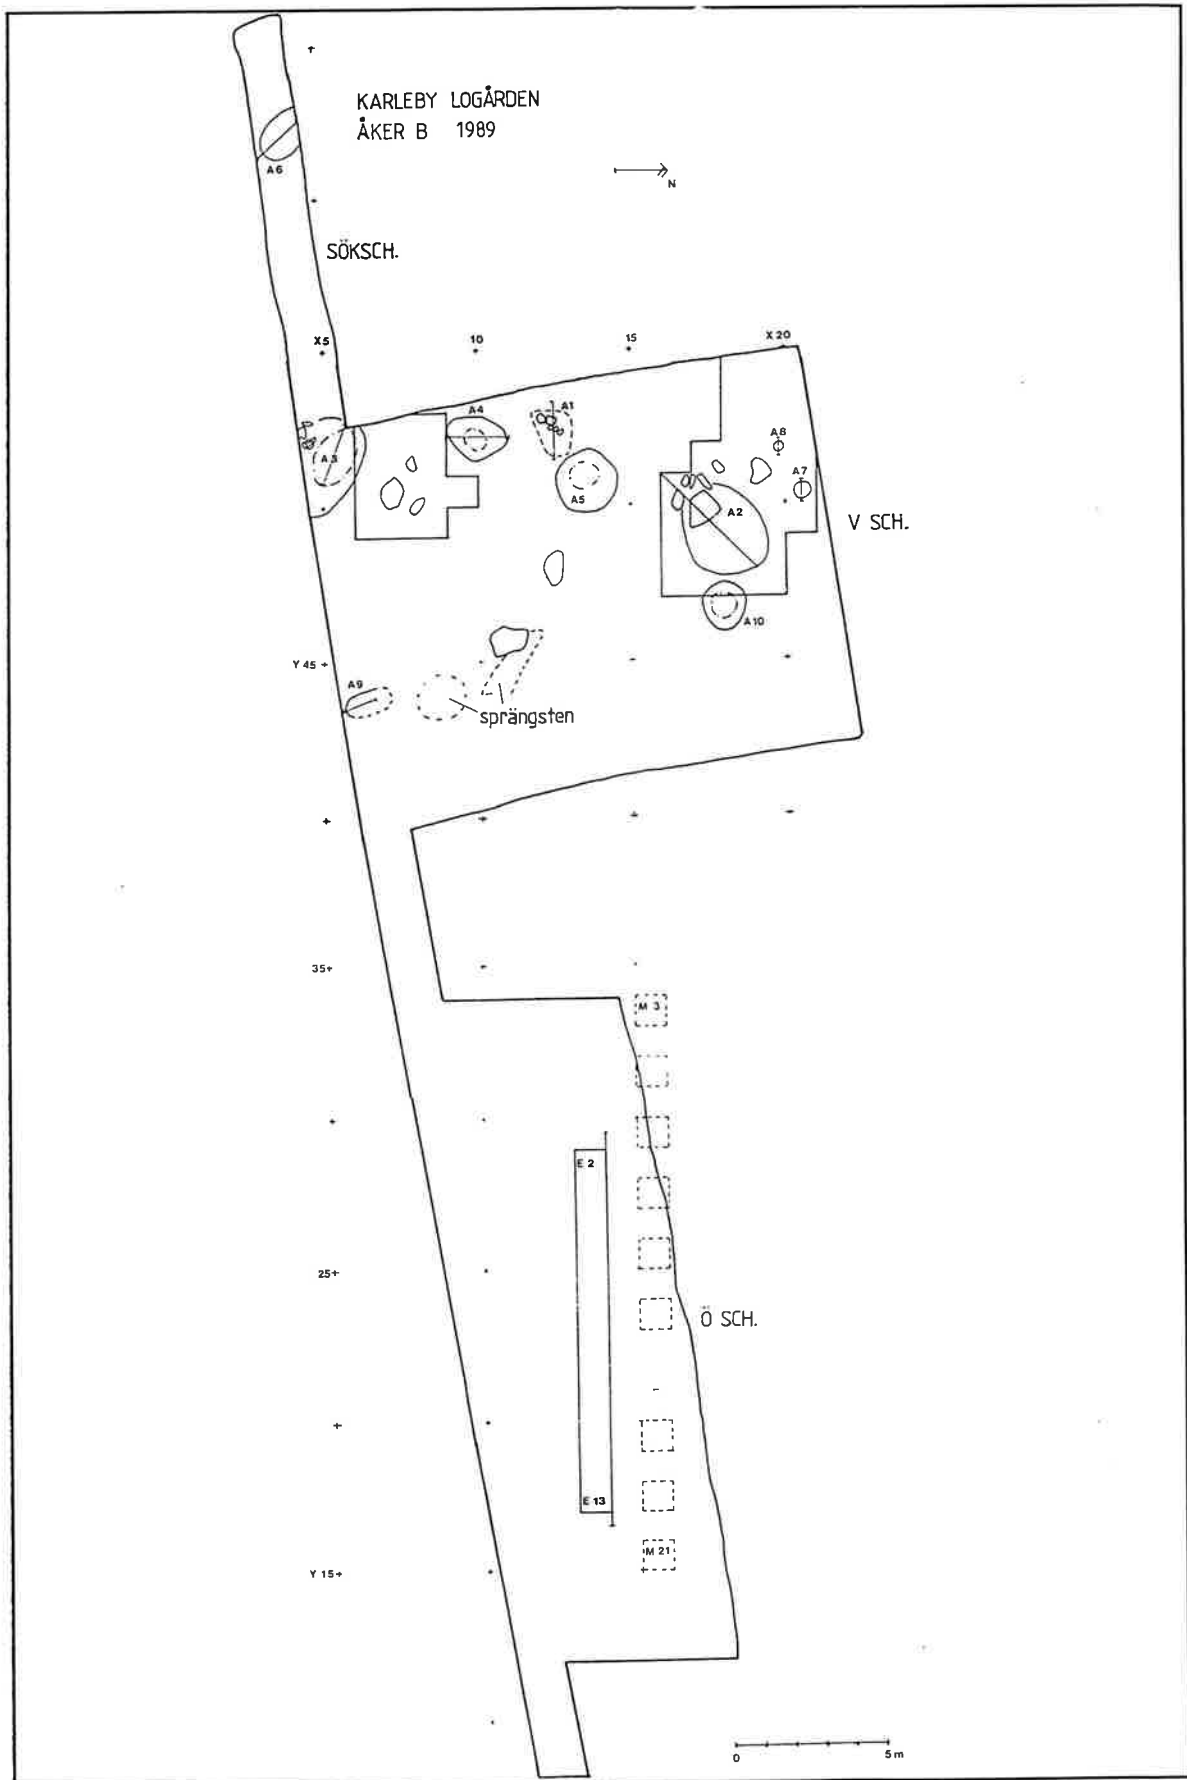 KARLEBY LOGÅRDEN
ÅKER B 1989
N
A6
SÖKSCH.
X5
10
15
X 20
A4
A1
A8
A3
A5
A7
A2
V SCH.
A10
Y 45
A9
sprängsten
35
M 3
E 2
25
Ö SCH.
E 13
M 21
Y 15
0
5 m